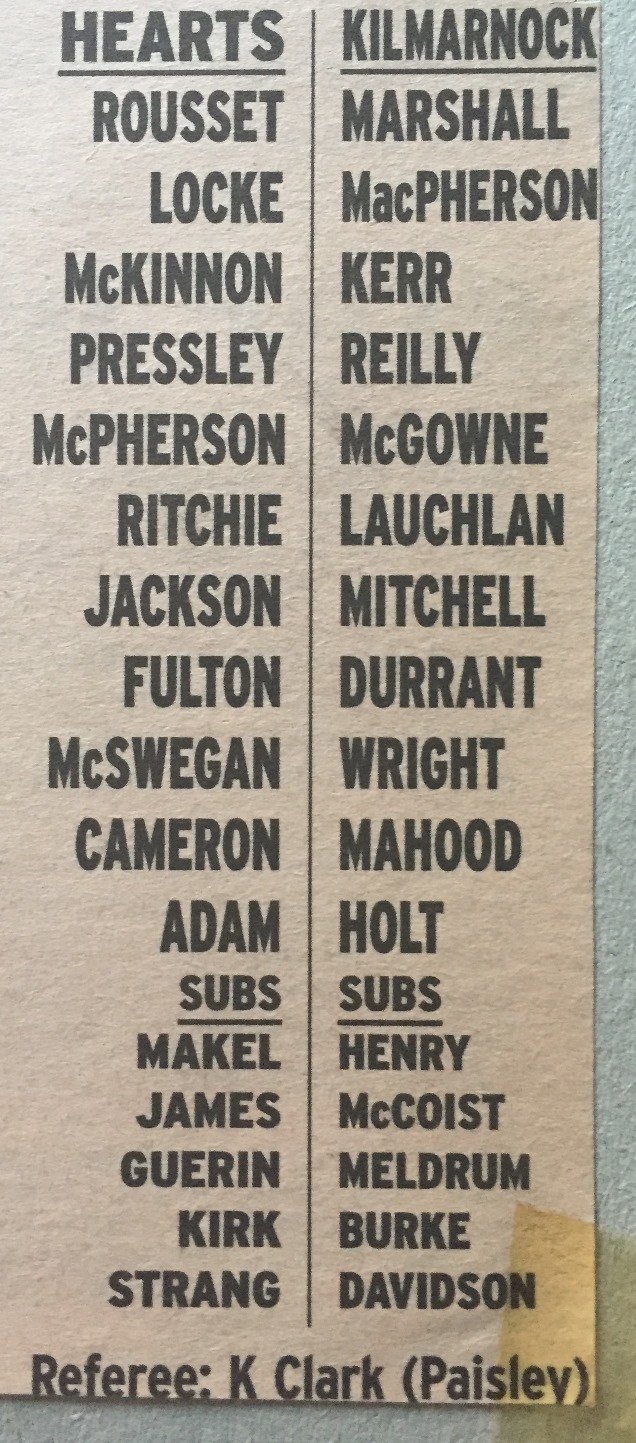 HEARTS KILMARNOCK
ROUSSET MARSHALL
LOCKE MacPHERSON
McKINNON KERR
PRESSLEY REILLY
McPHERSON McGOWNE
RITCHIE LAUCHLAN
JACKSON MITCHELL
FULTON DURRANT
McSWEGAN WRIGHT
CAMERON MAHOOD
ADAM HOLT
SUBS SUBS
MAKEL HENRY
JAMES McCOIST
GUERIN MELDRUM
KIRK BURKE
STRANG DAVIDSON
Referee: K Clark (Paisley)